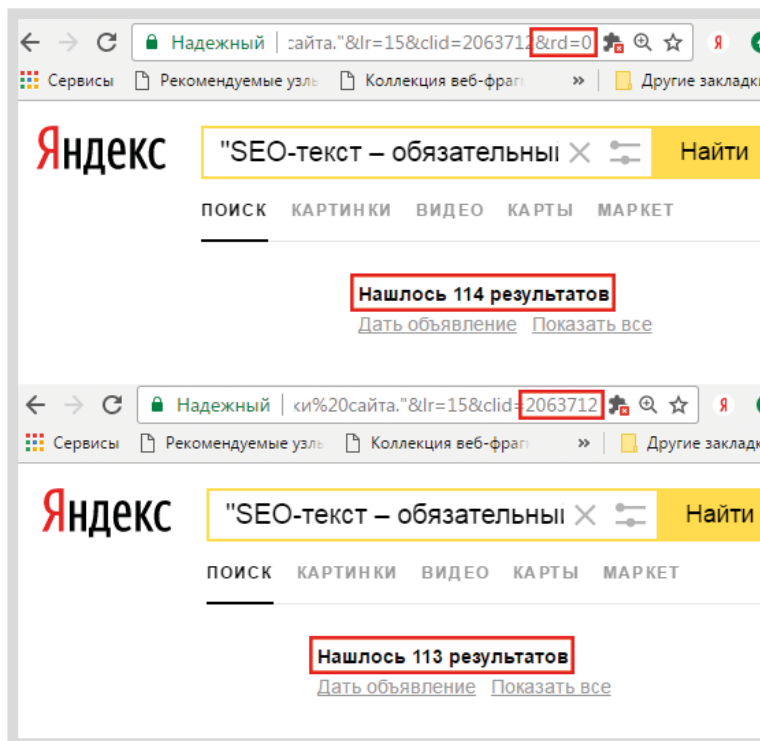 Надежный сайта."&lr=15&clid=2063712&rd=0 Я
Сервисы Рекомендуемые узлы Коллекция веб-фраг » Другие закладки
Яндекс "SEO-текст – обязательны Найти
ПОИСК КАРТИНКИ ВИДЕО КАРТЫ МАРКЕТ
Нашлось 114 результатов
Дать объявление Показать все
Надежный ки%20сайта."&lr=15&clid=2063712 Я
Сервисы Рекомендуемые узлы Коллекция веб-фраг » Другие закладк
Яндекс "SEO-текст – обязательны Найти
ПОИСК КАРТИНКИ ВИДЕО КАРТЫ МАРКЕТ
Нашлось 113 результатов
Дать объявление Показать все